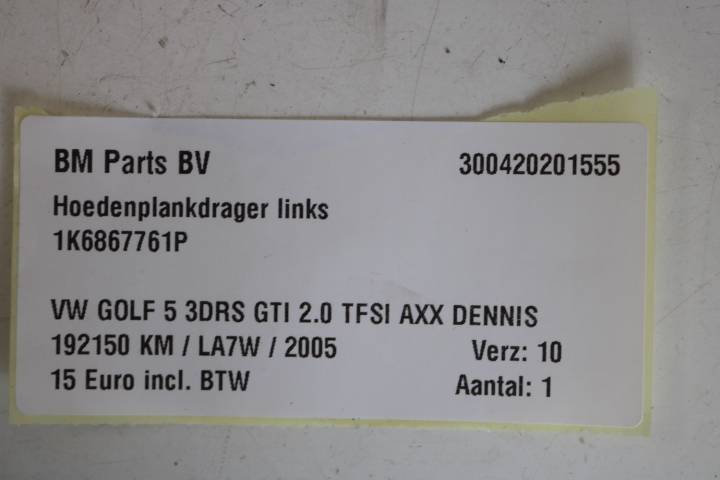 BM Parts BV 300420201555
Hoedenplankdrager links
1K6867761P
VW GOLF 5 3DRS GTI 2.0 TFSI AXX DENNIS
192150 KM / LA7W / 2005 Verz: 10
15 Euro incl. BTW Aantal: 1